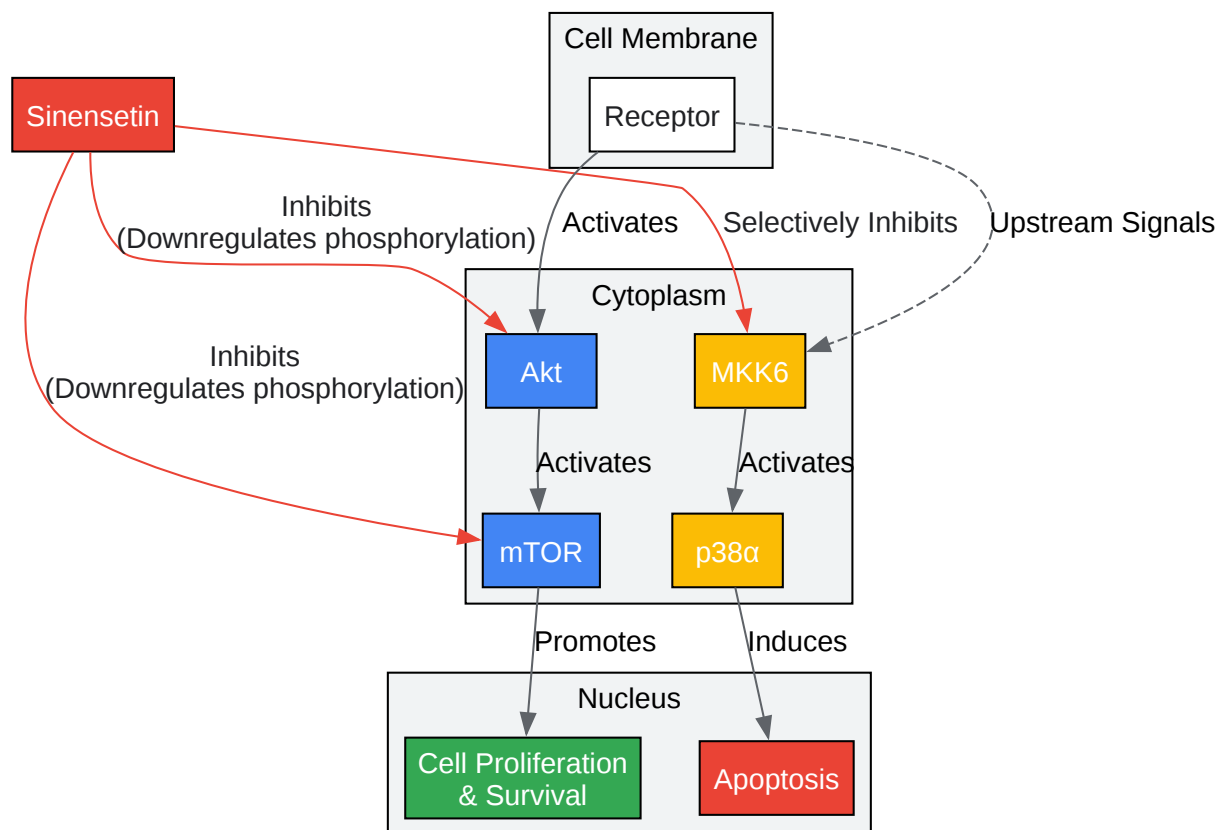 Cell Membrane
Sinensetin
Receptor
Inhibits
(Downregulates phosphorylation)
Activates
Selectively Inhibits
Upstream Signals
Cytoplasm
Inhibits
(Downregulates phosphorylation)
Akt
MKK6
Activates
Activates
mTOR
p38α
Promotes
Induces
Nucleus
Cell Proliferation
& Survival
Apoptosis